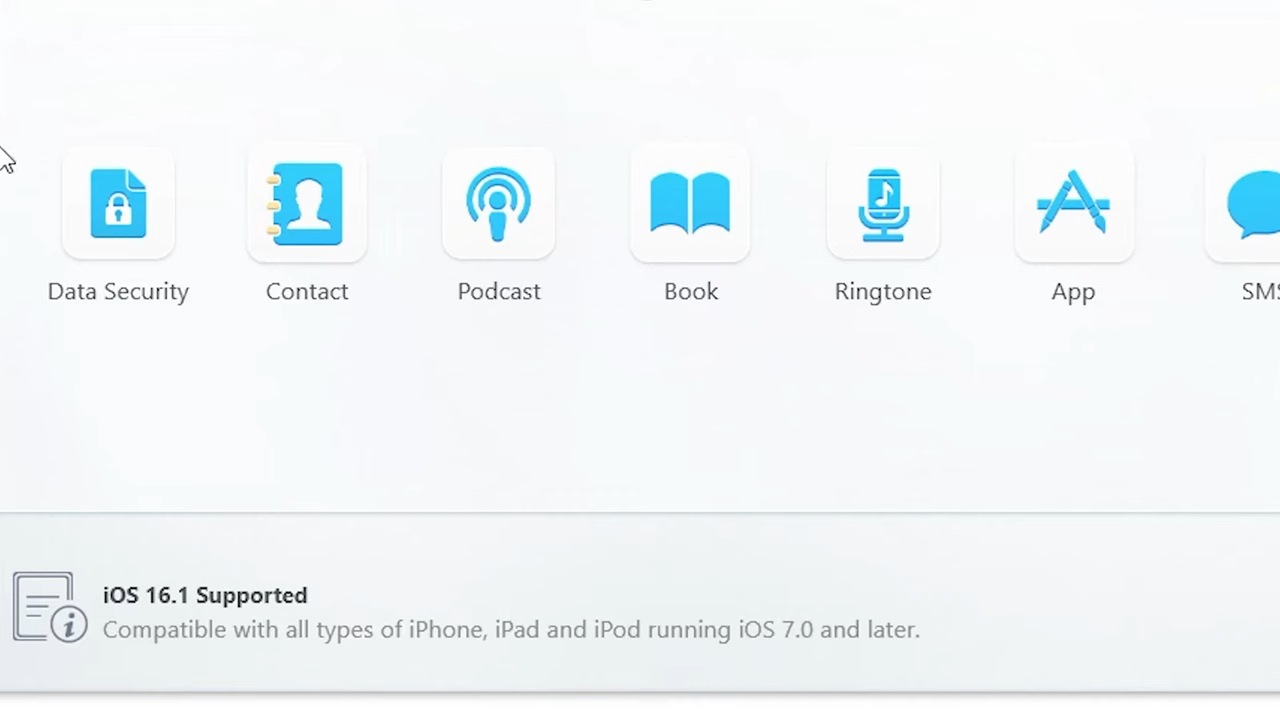 Data Security
Contact
Podcast
Book
Ringtone
App
SMS
iOS 16.1 Supported
Compatible with all types of iPhone, iPad and iPod running iOS 7.0 and later.